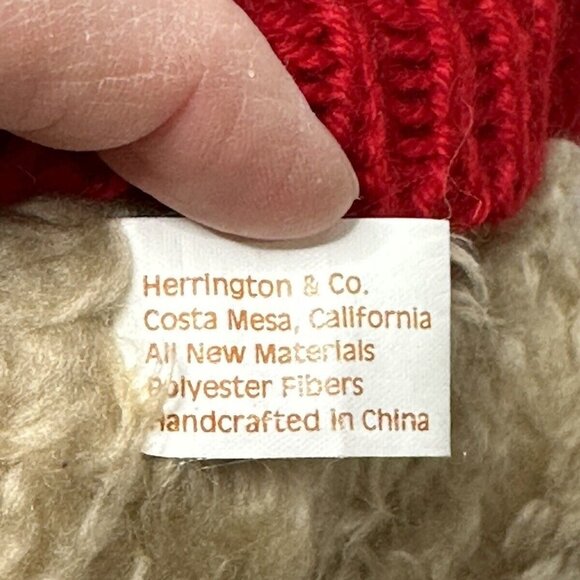 Herrington & Co.
Costa Mesa, California
All New Materials
Polyester Fibers
Handcrafted in China